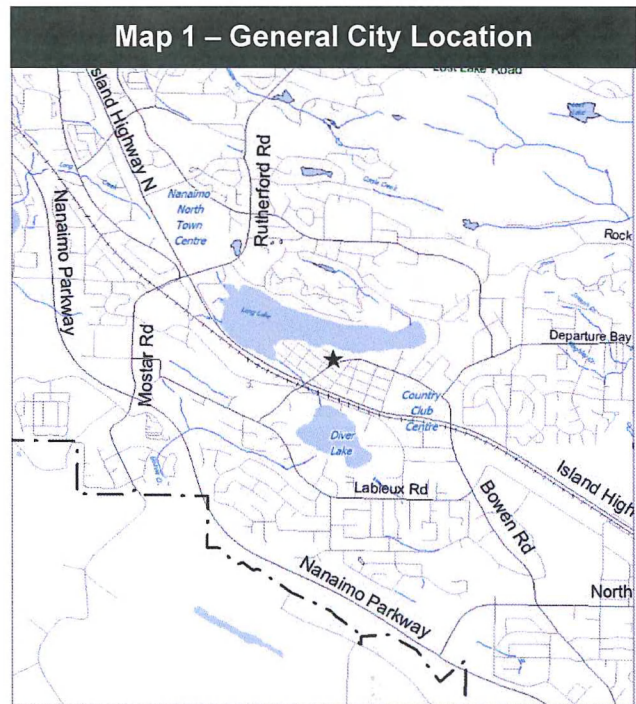 Map 1 – General City Location
Lost Lake Road
Island Highway N
Rutherford Rd
Nanaimo
North
Town
Centre
Nanaimo Parkway
Rock
Long Lake
Departure Bay
Mostar Rd
Country
Club
Centre
Diver
Lake
Labieux Rd
Island High
Bowen Rd
Nanaimo Parkway
North